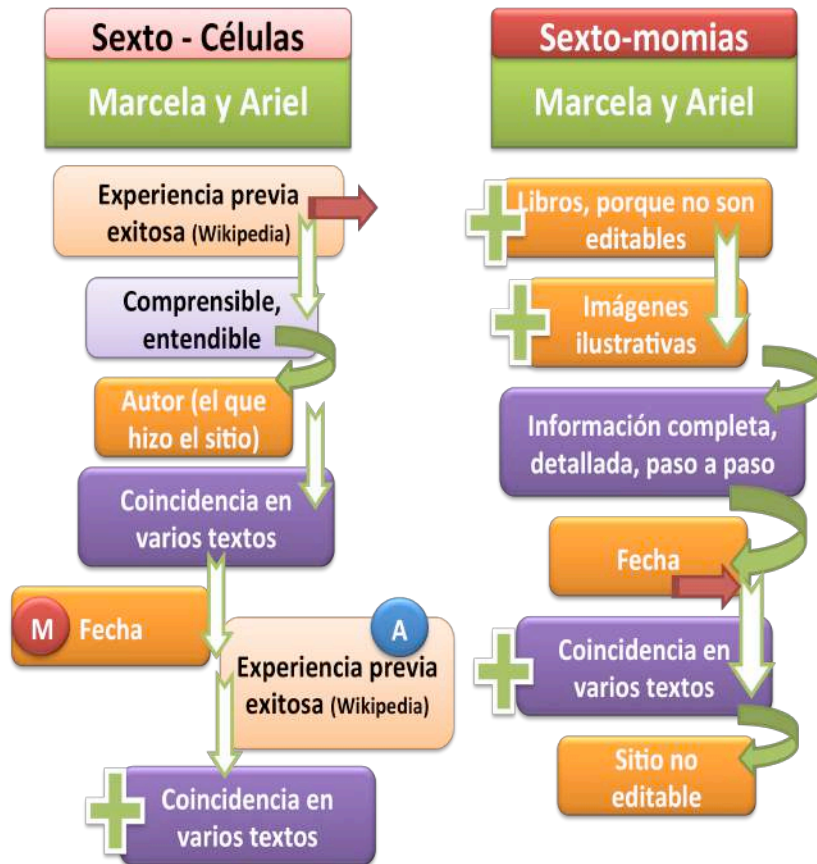 Sexto - Células
Marcela y Ariel
Experiencia previa
exitosa (Wikipedia)
Comprensible,
entendible
Autor (el que
hizo el sitio)
Coincidencia en
varios textos
M Fecha
A
Experiencia previa
exitosa (Wikipedia)
Coincidencia en
varios textos
Sexto-momias
Marcela y Ariel
Libros, porque no son
editables
Imágenes
ilustrativas
Información completa,
detallada, paso a paso
Fecha
Coincidencia en
varios textos
Sitio no
editable